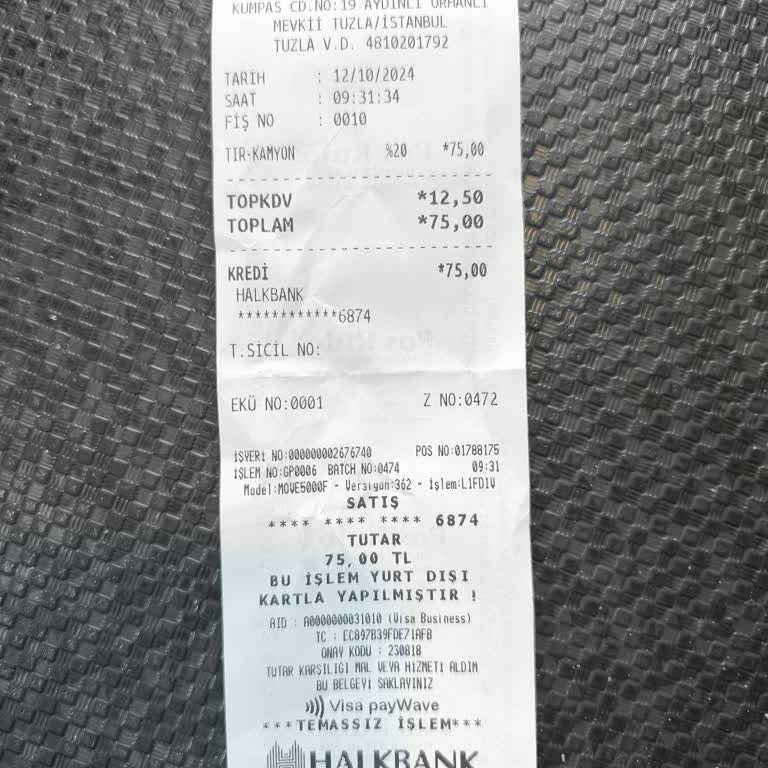 KUMPAS CD.NO:19 AYDINLI ORHANLI
MEVKİİ TUZLA/İSTANBUL
TUZLA V.D. 4810201792
TARİH : 12/10/2024
SAAT : 09:31:34
FİŞ NO : 0010
TIR-KAMYON %20 *75,00
TOPKDV *12,50
TOPLAM *75,00
KREDİ *75,00
HALKBANK
************6874
T.SİCİL NO:
EKÜ NO:0001 Z NO:0472
İŞYERİ NO:000000002676740 POS NO:01788175
İŞLEM NO:GP0006 BATCH NO:0474 09:31
Model:MOVE5000F - Versiyon:362 - İşlem:L1FD1V
SATIŞ
**** **** **** 6874
TUTAR
75,00 TL
BU İŞLEM YURT DIŞI
KARTLA YAPILMIŞTIR !
AID : A0000000031010 (Visa Business)
TC : EC897B39FDE71AFB
ONAY KODU : 230818
TUTAR KARŞILIĞI MAL VEYA HİZMETİ ALDIM
BU BELGEYİ SAKLAYINIZ
Visa payWave
***TEMASSIZ İŞLEM***
HALKBANK